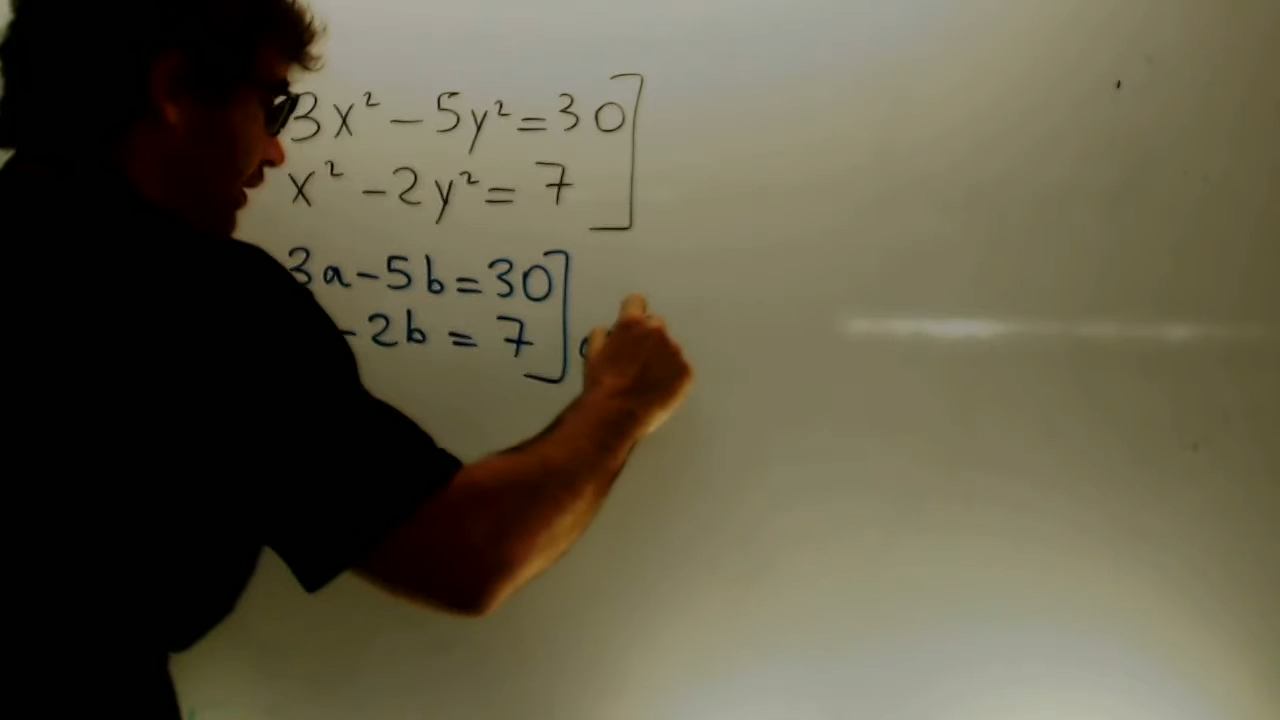 3x² - 5y² = 30]
x² - 2y² = 7
3a - 5b = 30]
- 2b = 7